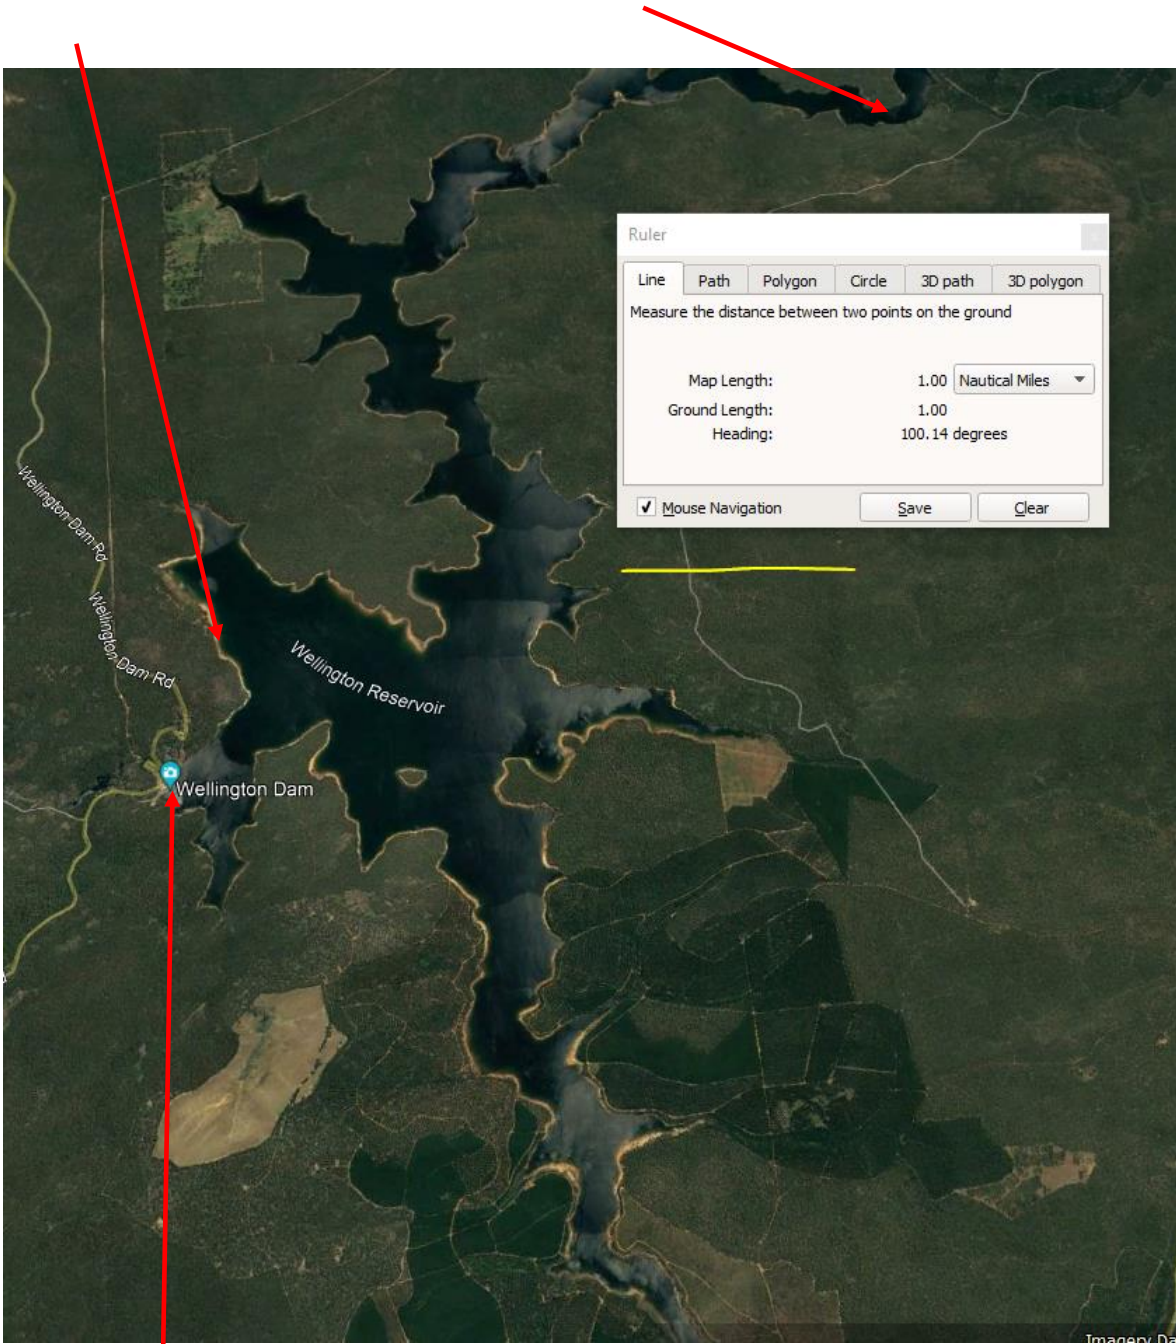 Ruler
Line Path Polygon Circle 3D path 3D polygon
Measure the distance between two points on the ground
Map Length: 1.00 Nautical Miles
Ground Length: 1.00
Heading: 100.14 degrees
Mouse Navigation Save Clear
Wellington Dam Rd
Wellington Dam Rd
Wellington Reservoir
Wellington Dam
Imagery Da